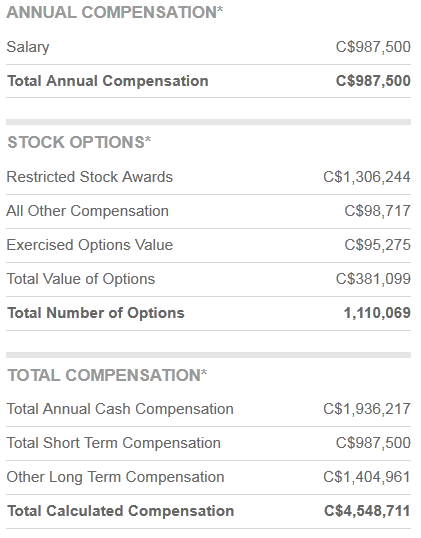 ANNUAL COMPENSATION*
Salary C$987,500
Total Annual Compensation C$987,500
STOCK OPTIONS*
Restricted Stock Awards C$1,306,244
All Other Compensation C$98,717
Exercised Options Value C$95,275
Total Value of Options C$381,099
Total Number of Options 1,110,069
TOTAL COMPENSATION*
Total Annual Cash Compensation C$1,936,217
Total Short Term Compensation C$987,500
Other Long Term Compensation C$1,404,961
Total Calculated Compensation C$4,548,711